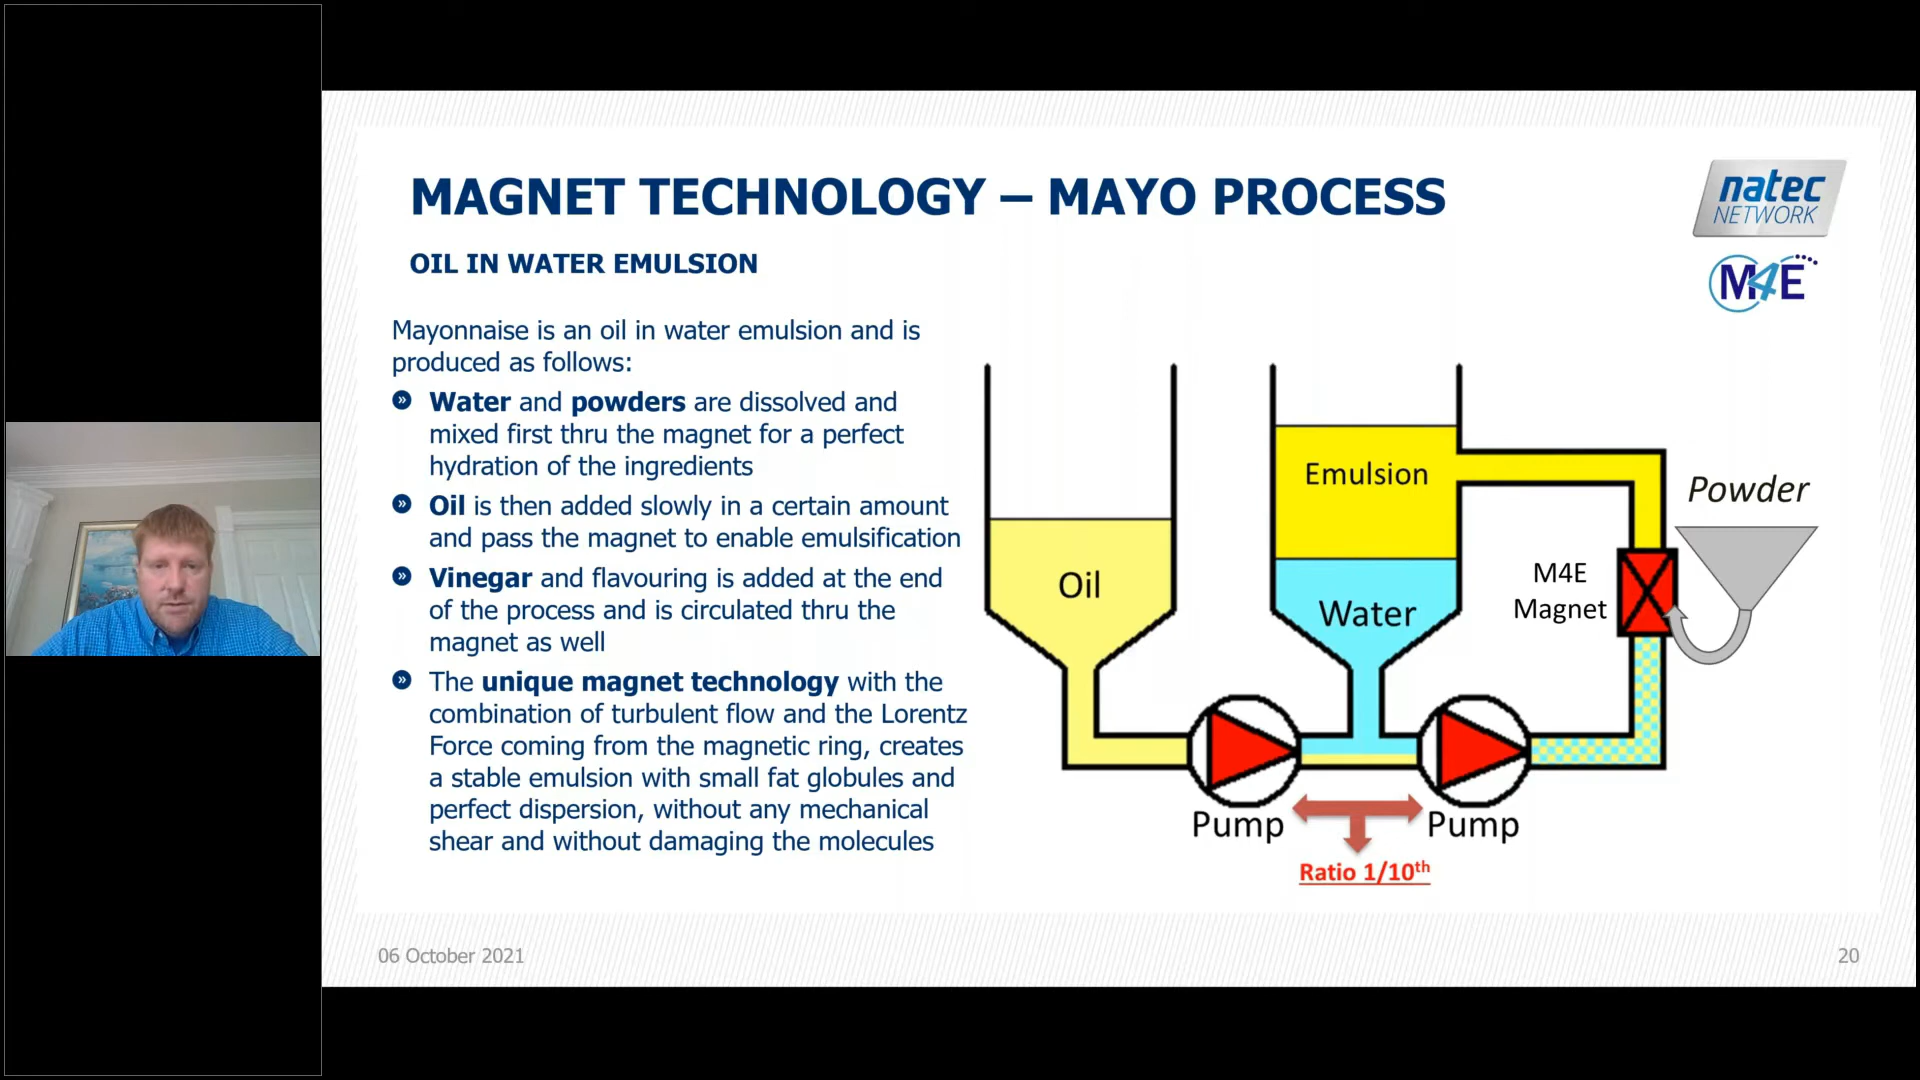 MAGNET TECHNOLOGY – MAYO PROCESS
natec
NETWORK
M4E
OIL IN WATER EMULSION
Mayonnaise is an oil in water emulsion and is
produced as follows:
» Water and powders are dissolved and
mixed first thru the magnet for a perfect
hydration of the ingredients
» Oil is then added slowly in a certain amount
and pass the magnet to enable emulsification
» Vinegar and flavouring is added at the end
of the process and is circulated thru the
magnet as well
» The unique magnet technology with the
combination of turbulent flow and the Lorentz
Force coming from the magnetic ring, creates
a stable emulsion with small fat globules and
perfect dispersion, without any mechanical
shear and without damaging the molecules
Emulsion
Powder
Oil
Water
M4E
Magnet
Pump
Pump
Ratio 1/10th
06 October 2021
20